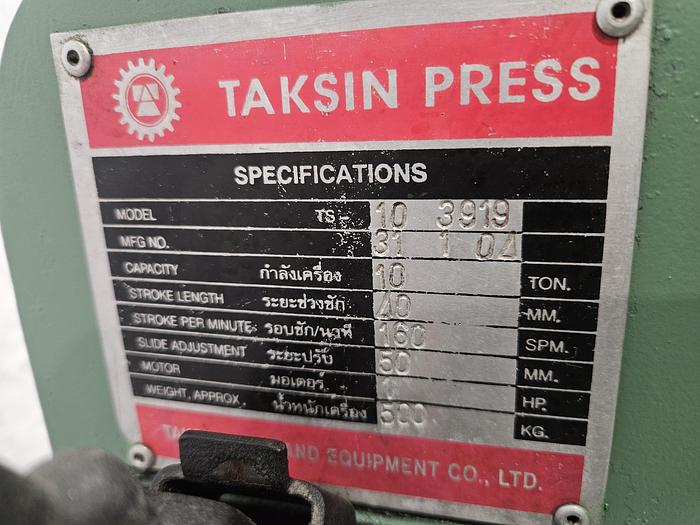 TAKSIN PRESS
SPECIFICATIONS
MODEL TS- 10 3919
MFG NO. 31 1 04
CAPACITY กำลังเครื่อง 10 TON.
STROKE LENGTH ระยะช่วงชัก 40 MM.
STROKE PER MINUTE รอบชัก/นาที 160 SPM.
SLIDE ADJUSTMENT ระยะปรับ 50 MM.
MOTOR มอเตอร์ 1 HP.
WEIGHT, APPROX. น้ำหนักเครื่อง 500 KG.
AND EQUIPMENT CO., LTD.